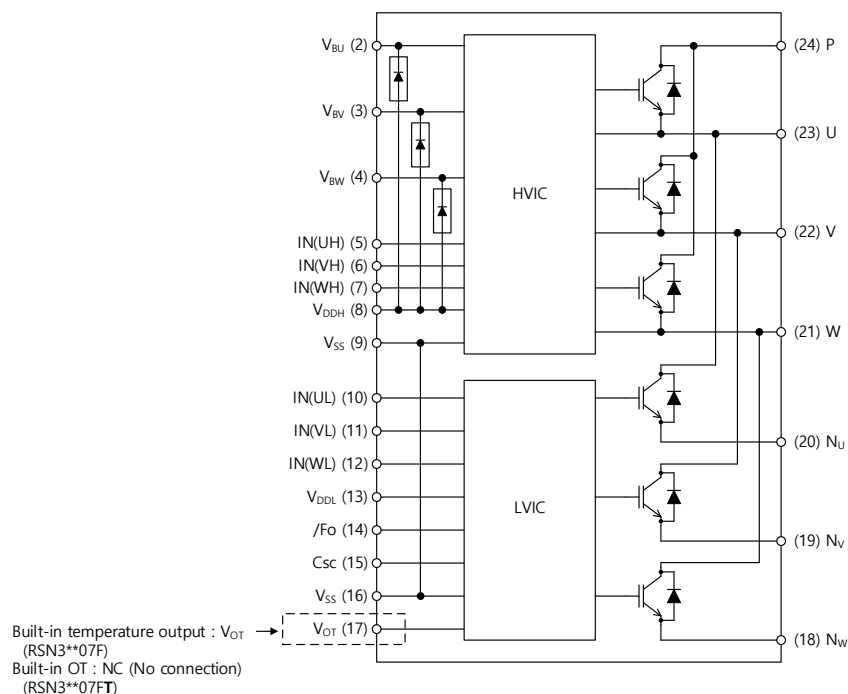 V_BU (2)
V_BV (3)
V_BW (4)
IN(UH) (5)
IN(VH) (6)
IN(WH) (7)
V_DDH (8)
V_SS (9)
IN(UL) (10)
IN(VL) (11)
IN(WL) (12)
V_DDL (13)
/Fo (14)
Csc (15)
V_SS (16)
V_OT (17)
HVIC
LVIC
(24) P
(23) U
(22) V
(21) W
(20) N_U
(19) N_V
(18) N_W
Built-in temperature output : V_OT
(RSN3**07F)
Built-in OT : NC (No connection)
(RSN3**07FT)